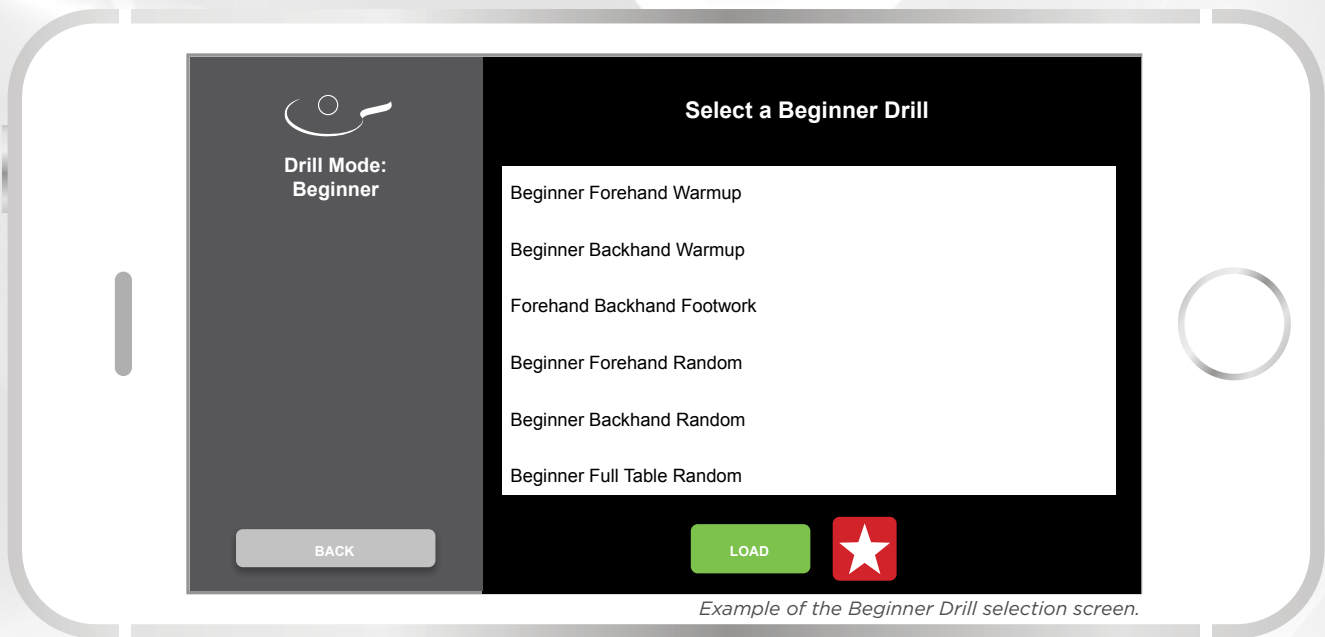 Drill Mode:
Beginner
BACK
Select a Beginner Drill
Beginner Forehand Warmup
Beginner Backhand Warmup
Forehand Backhand Footwork
Beginner Forehand Random
Beginner Backhand Random
Beginner Full Table Random
LOAD
Example of the Beginner Drill selection screen.